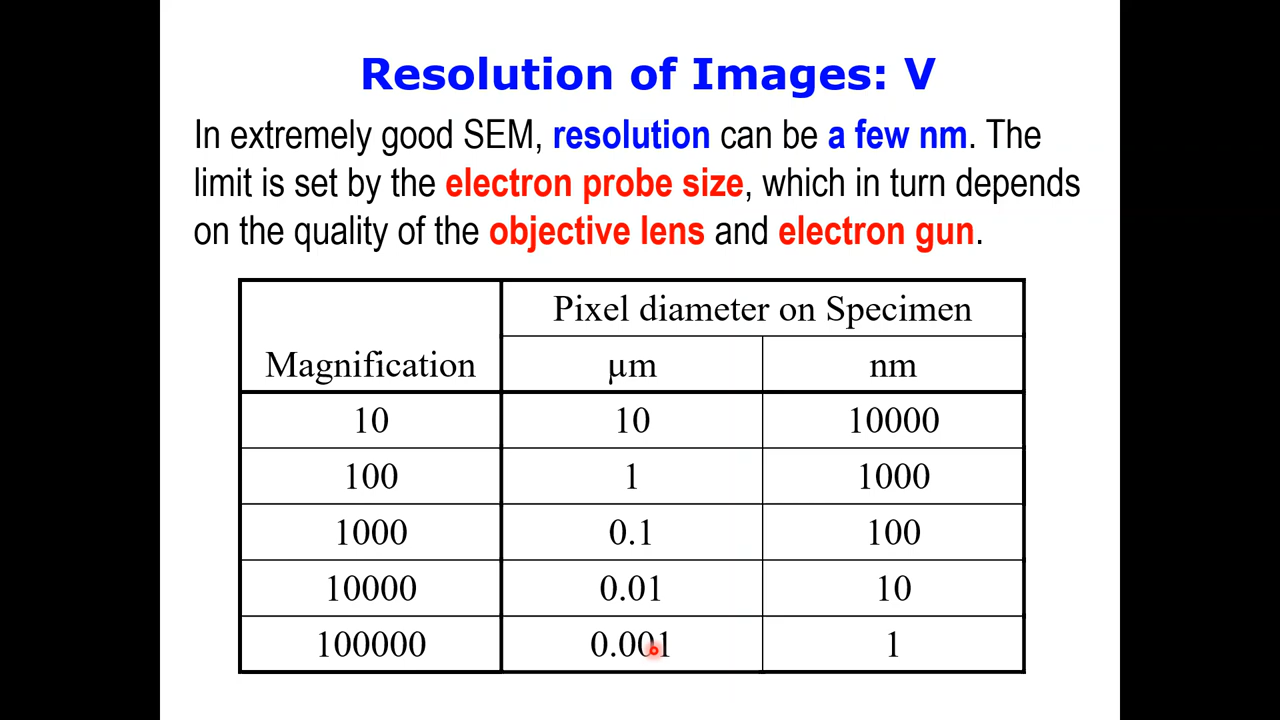 Resolution of Images: V
In extremely good SEM, resolution can be a few nm. The
limit is set by the electron probe size, which in turn depends
on the quality of the objective lens and electron gun.
Pixel diameter on Specimen
Magnification µm nm
10 10 10000
100 1 1000
1000 0.1 100
10000 0.01 10
100000 0.001 1